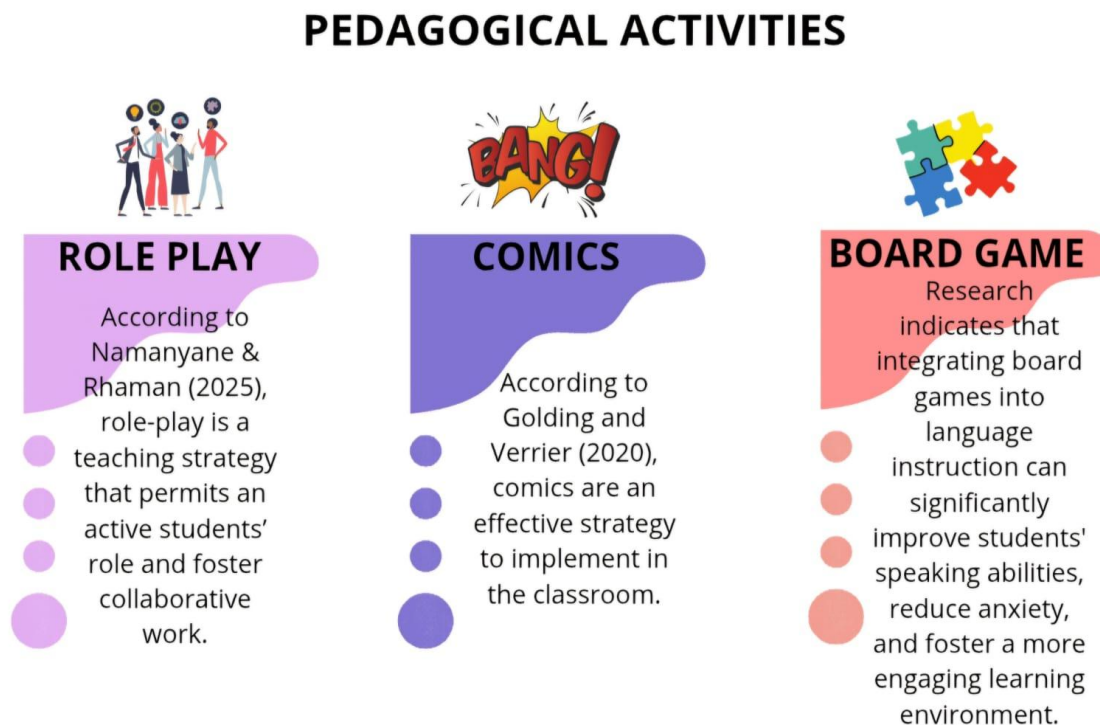 PEDAGOGICAL ACTIVITIES
BANG!
ROLE PLAY
According to
Namanyane &
Rhaman (2025),
role-play is a
teaching strategy
that permits an
active students’
role and foster
collaborative
work.
COMICS
According to
Golding and
Verrier (2020),
comics are an
effective strategy
to implement in
the classroom.
BOARD GAME
Research
indicates that
integrating board
games into
language
instruction can
significantly
improve students'
speaking abilities,
reduce anxiety,
and foster a more
engaging learning
environment.